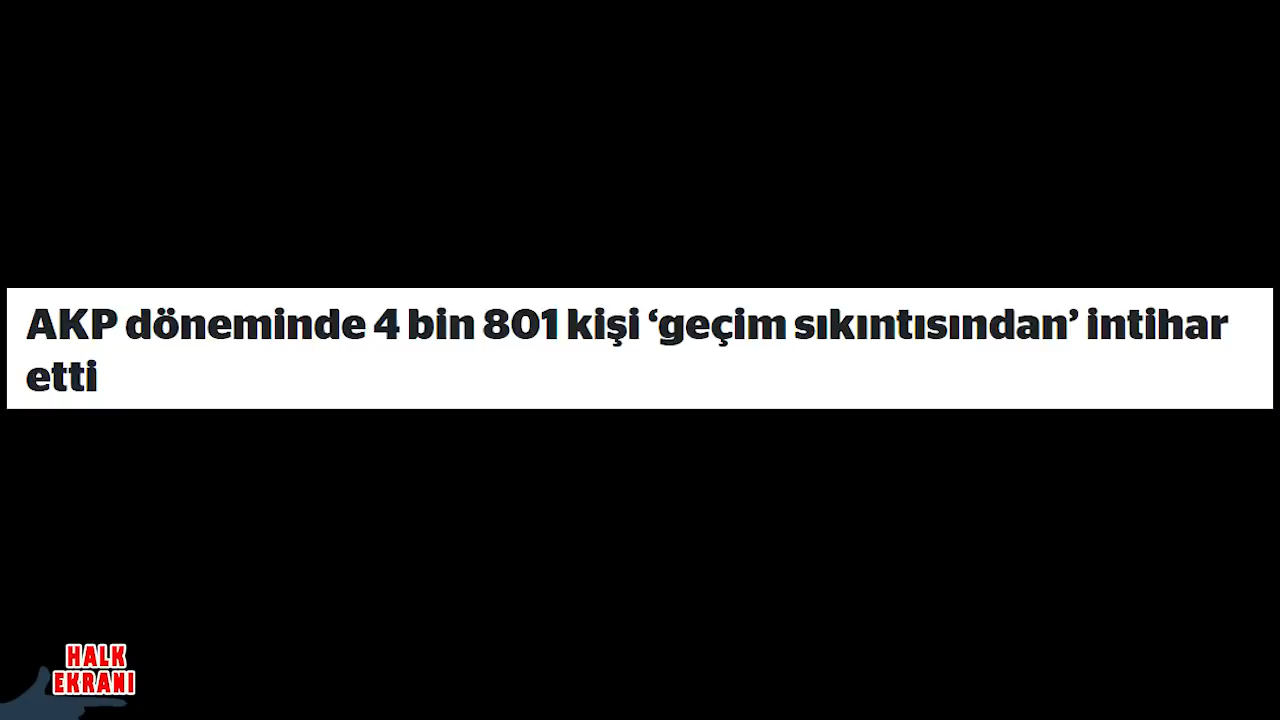 AKP döneminde 4 bin 801 kişi ‘geçim sıkıntısından’ intihar
etti
HALK
EKRANI